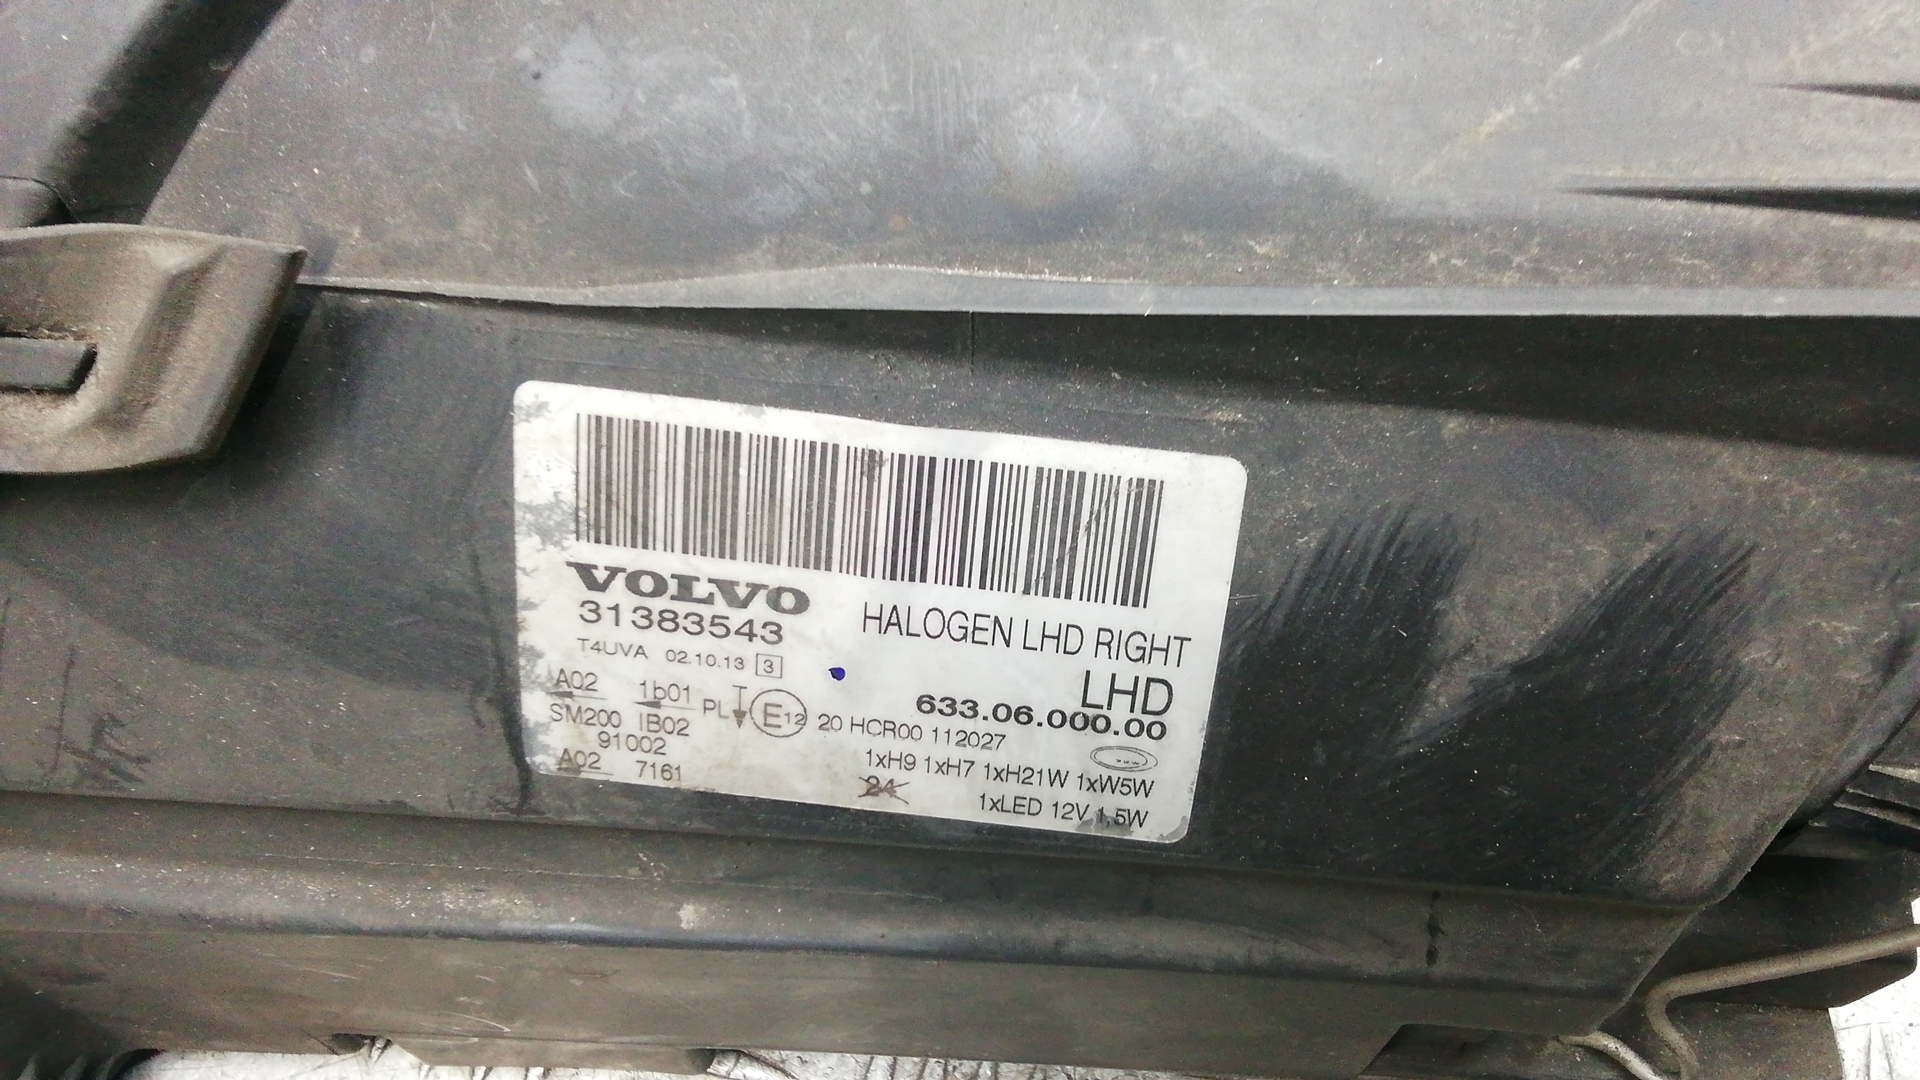 VOLVO
31383543
HALOGEN LHD RIGHT
T4UVA 02.10.13 3
LHD
633.06.000.00
A02 1b01 PL E12 20 HCR00 112027
SM200 IB02
91002
A02 7161
1xH9 1xH7 1xH21W 1xW5W
24
1xLED 12V 1,5W